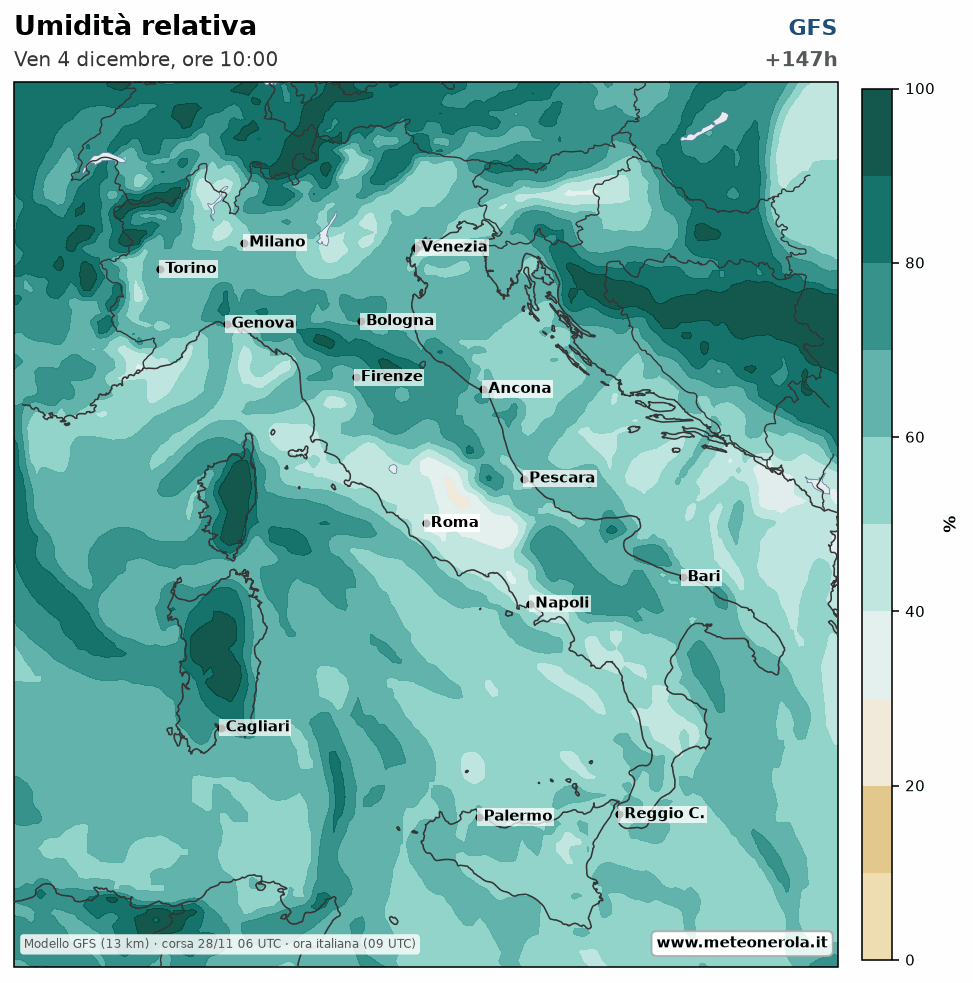 Umidità relativa
GFS
Ven 4 dicembre, ore 10:00
+147h
100
80
60
40
20
0
%
Milano
Venezia
Torino
Genova
Bologna
Firenze
Ancona
Pescara
Roma
Bari
Napoli
Cagliari
Palermo
Reggio C.
Modello GFS (13 km) · corsa 28/11 06 UTC · ora italiana (09 UTC)
www.meteonerola.it